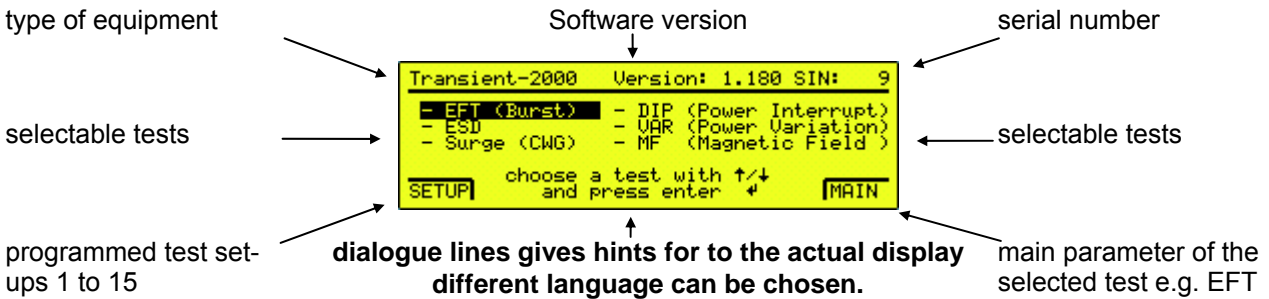 type of equipment
Software version
serial number
Transient-2000 Version: 1.180 SIN: 9
- EFT (Burst) - DIP (Power Interrupt)
- ESD - VAR (Power Variation)
- Surge (CWG) - MF (Magnetic Field )
selectable tests
selectable tests
choose a test with ↑/↓
and press enter ↵
SETUP
MAIN
programmed test set-
ups 1 to 15
dialogue lines gives hints for to the actual display
different language can be chosen.
main parameter of the
selected test e.g. EFT